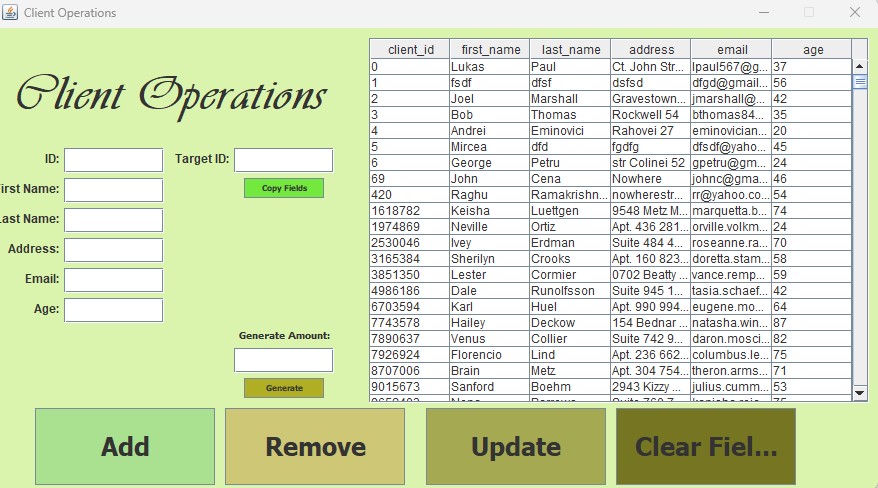 Client Operations
Client Operations
ID:
Target ID:
Copy Fields
First Name:
Last Name:
Address:
Email:
Age:
Generate Amount:
Generate
client_id first_name last_name address email age
0 Lukas Paul Ct. John Str... lpaul567@g... 37
1 fsdf dfsf dsfsd dfgd@gmail... 56
2 Joel Marshall Gravestown... jmarshall@... 42
3 Bob Thomas Rockwell 54 bthomas84... 35
4 Andrei Eminovici Rahovei 27 eminovician... 20
5 Mircea dfd fgdfg dfsdf@yaho... 45
6 George Petru str Colinei 52 gpetru@gm... 24
69 John Cena Nowhere johnc@gma... 46
420 Raghu Ramakrishn... nowherestr... rr@yahoo.co... 54
1618782 Keisha Luettgen 9548 Metz M... marquetta.b... 74
1974869 Neville Ortiz Apt. 436 281... orville.volkm... 24
2530046 Ivey Erdman Suite 484 4... roseanne.ra... 70
3165384 Sherilyn Crooks Apt. 160 823... doretta.stam... 58
3851350 Lester Cormier 0702 Beatty ... vance.remp... 59
4986186 Dale Runolfsson Suite 945 1... tasia.schaef... 42
6703594 Karl Huel Apt. 990 994... eugene.mo... 64
7743578 Hailey Deckow 154 Bednar ... natasha.win... 87
7890637 Venus Collier Suite 742 9... daron.mosci... 82
7926924 Florencio Lind Apt. 236 662... columbus.le... 75
8707006 Brain Metz Apt. 304 754... theron.arms... 71
9015673 Sanford Boehm 2943 Kizzy ... julius.cumm... 53
Add
Remove
Update
Clear Fiel...